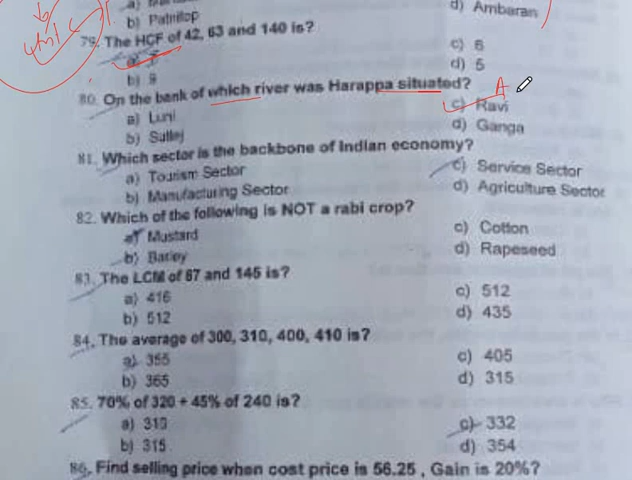 b) Patnitop
d) Ambaran
79. The HCF of 42, 63 and 140 is?
a) 7
c) 6
b) 9
d) 5
80. On the bank of which river was Harappa situated?
A
a) Luni
c) Ravi
b) Sutlej
d) Ganga
81. Which sector is the backbone of Indian economy?
a) Tourism Sector
c) Service Sector
b) Manufacturing Sector
d) Agriculture Sector
82. Which of the following is NOT a rabi crop?
a) Mustard
c) Cotton
b) Barley
d) Rapeseed
83. The LCM of 87 and 145 is?
a) 416
c) 512
b) 512
d) 435
84. The average of 300, 310, 400, 410 is?
a) 355
c) 405
b) 365
d) 315
85. 70% of 320 + 45% of 240 is?
a) 310
c) 332
b) 315
d) 354
86. Find selling price when cost price is 56.25 , Gain is 20%?